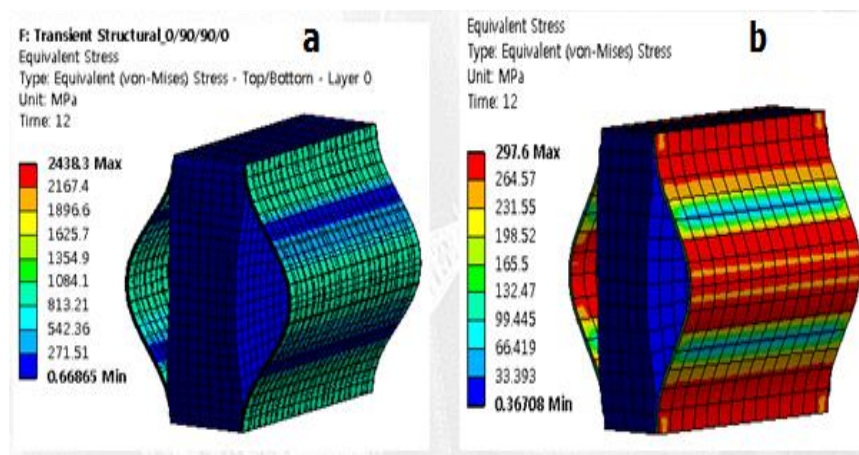 F: Transient Structural_0/90/90/0
a
Equivalent Stress
Type: Equivalent (von-Mises) Stress - Top/Bottom - Layer 0
Unit: MPa
Time: 12
2438.3 Max
2167.4
1896.6
1625.7
1354.9
1084.1
813.21
542.36
271.51
0.66865 Min
Equivalent Stress
b
Type: Equivalent (von-Mises) Stress
Unit: MPa
Time: 12
297.6 Max
264.57
231.55
198.52
165.5
132.47
99.445
66.419
33.393
0.36708 Min